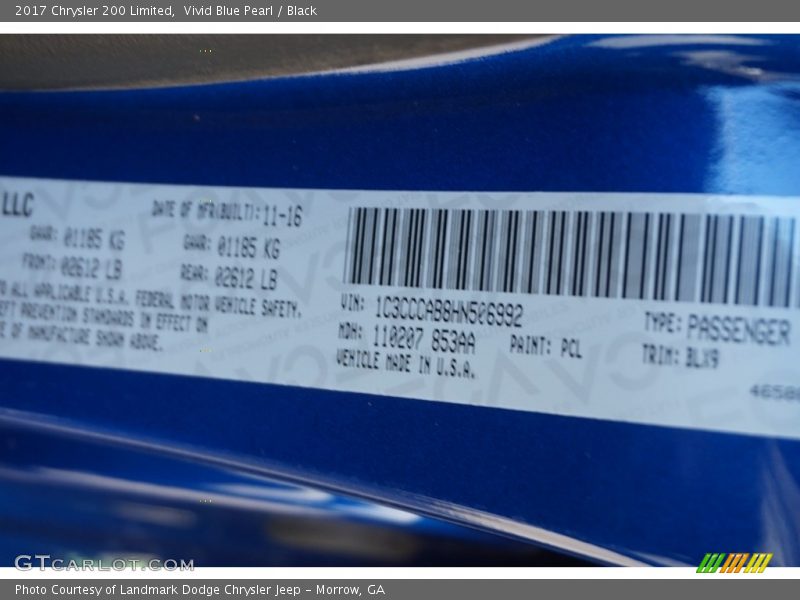 2017 Chrysler 200 Limited, Vivid Blue Pearl / Black
LLC
DATE OF MFR(BUILT): 11-16
GAWR: 01185 KG
GAWR: 01185 KG
FRONT: 02612 LB
REAR: 02612 LB
TO ALL APPLICABLE U.S.A. FEDERAL MOTOR VEHICLE SAFETY,
EFT PREVENTION STANDARDS IN EFFECT ON
TE OF MANUFACTURE SHOWN ABOVE.
VIN: 1C3CCCAB8HN506992
TYPE: PASSENGER
MDH: 110207 853AA
PAINT: PCL
TRIM: BLX9
VEHICLE MADE IN U.S.A.
GTCARLOT.COM
Photo Courtesy of Landmark Dodge Chrysler Jeep – Morrow, GA